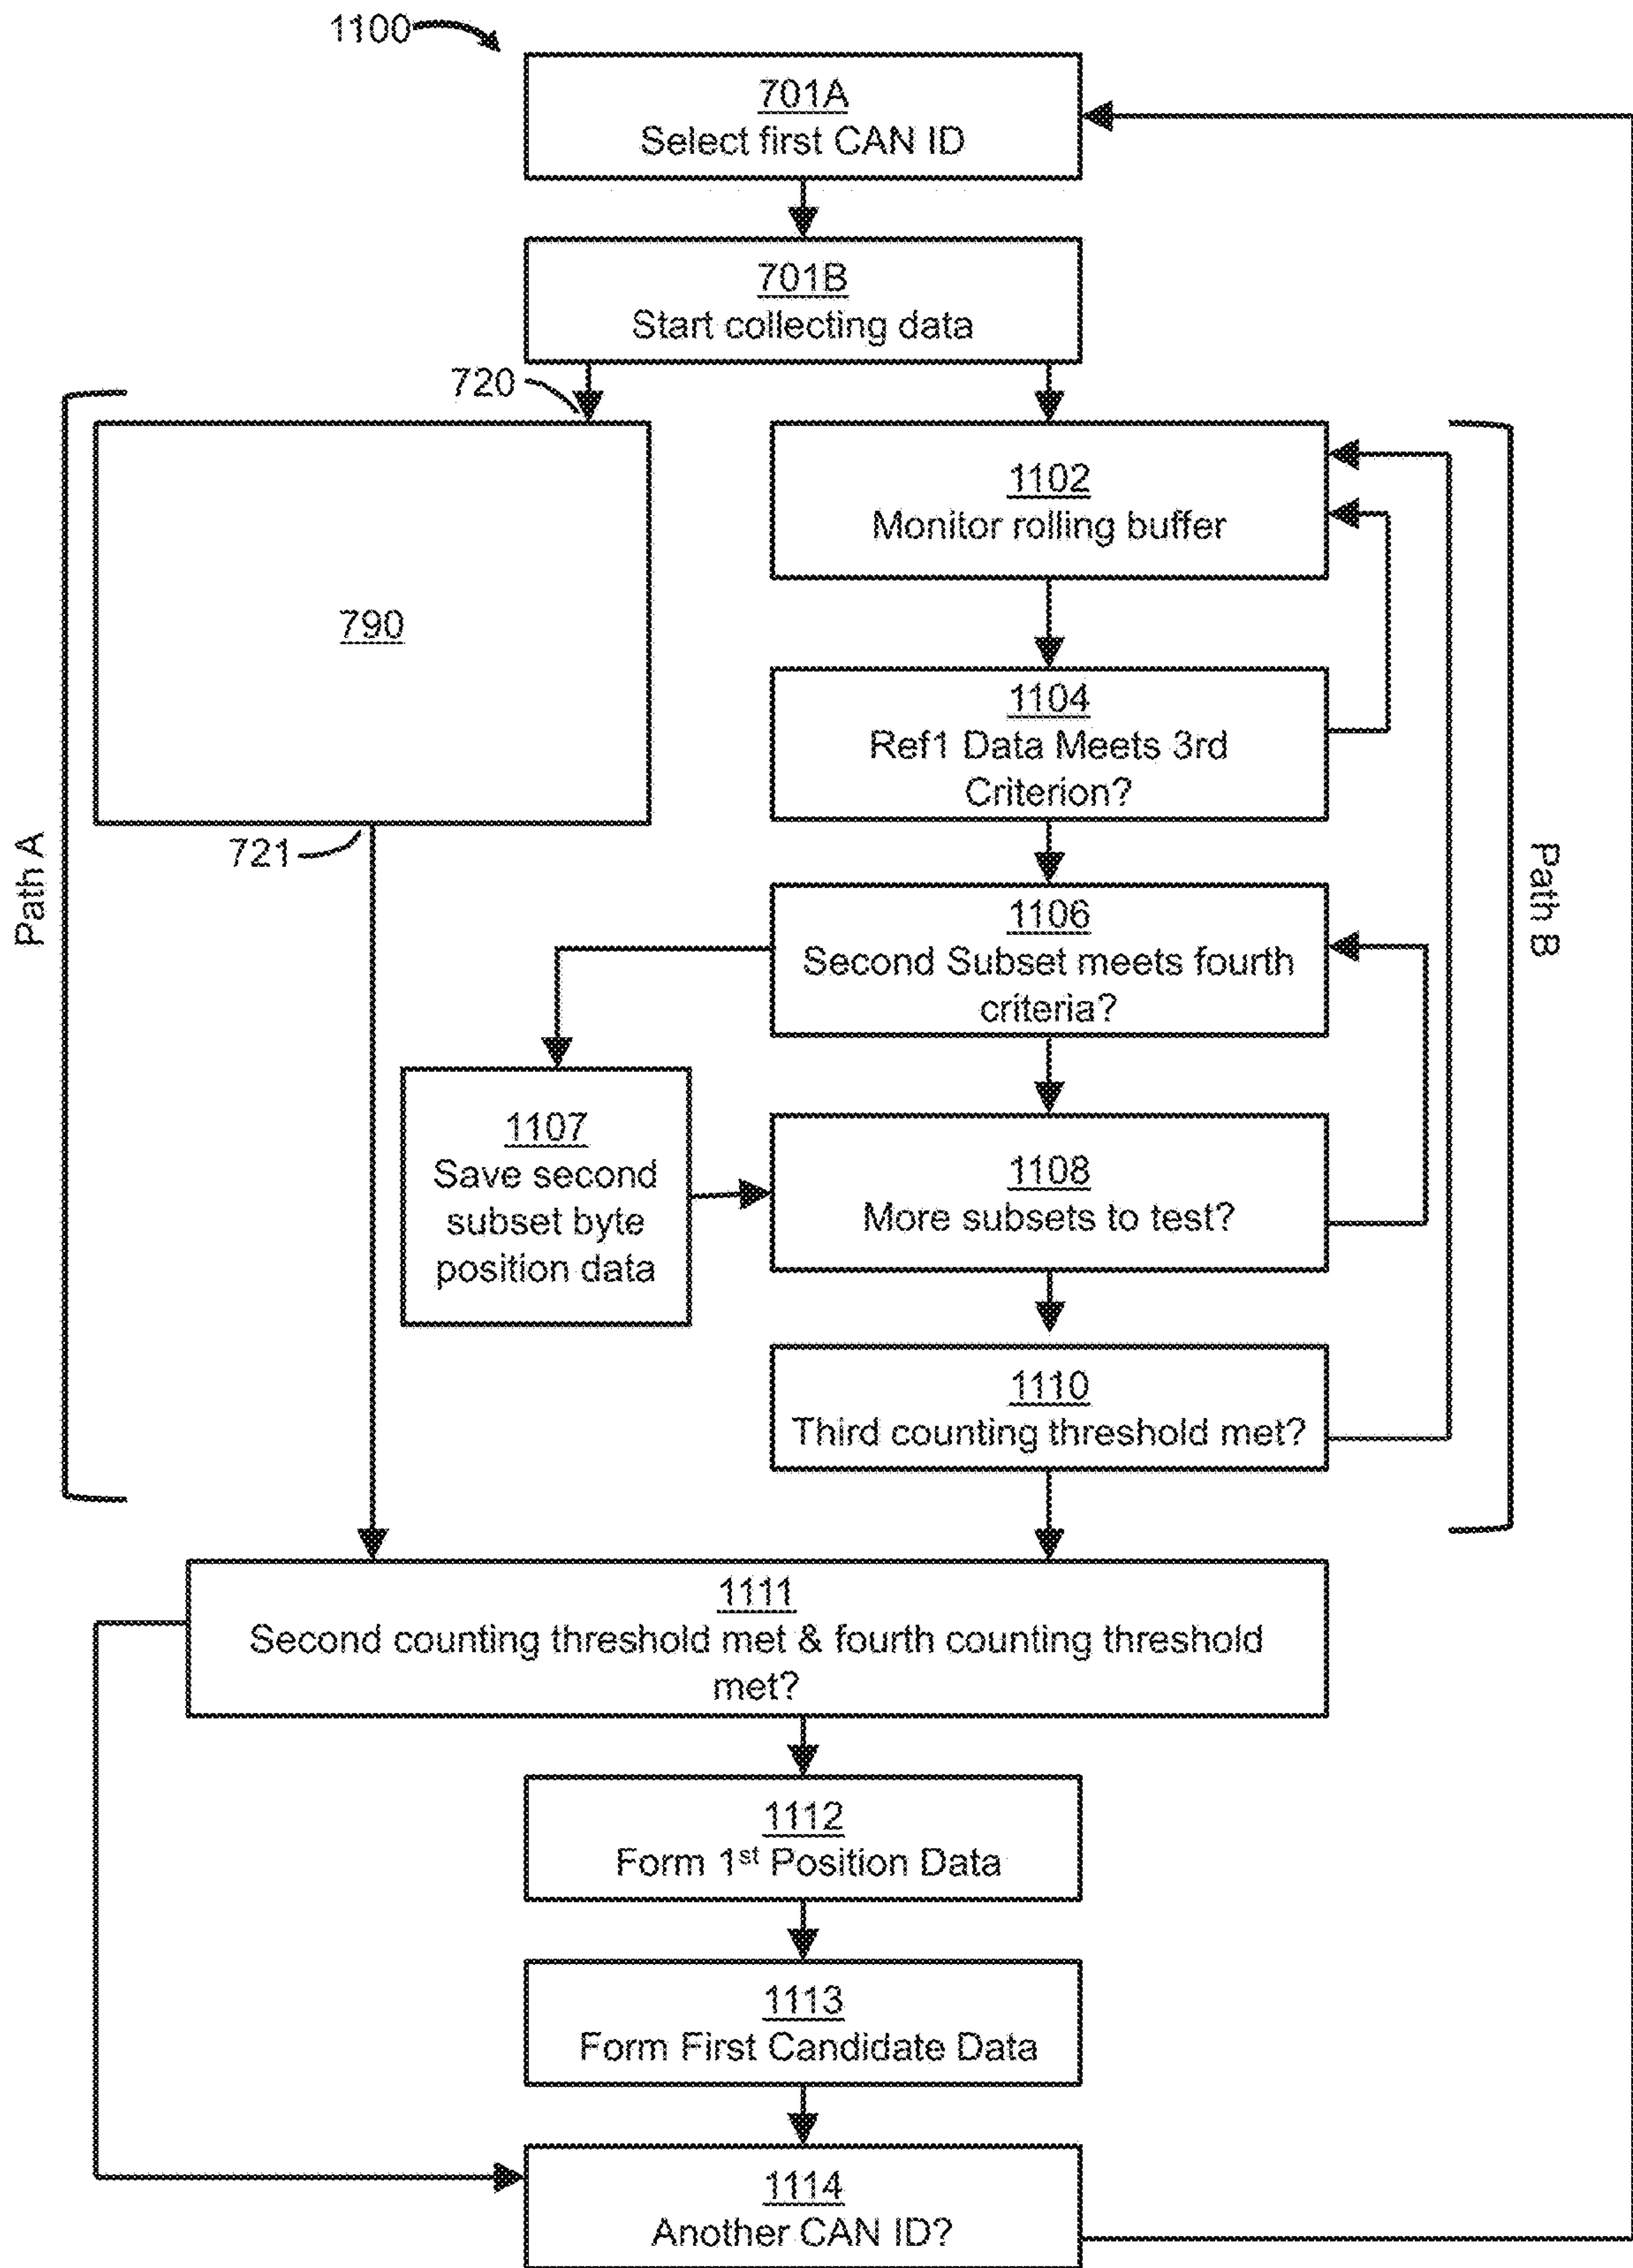 1100
701A
Select first CAN ID
701B
Start collecting data
720
790
721
Path A
1102
Monitor rolling buffer
1104
Ref1 Data Meets 3rd
Criterion?
1106
Second Subset meets fourth
criteria?
1107
Save second
subset byte
position data
1108
More subsets to test?
1110
Third counting threshold met?
Path B
1111
Second counting threshold met & fourth counting threshold
met?
1112
Form 1st Position Data
1113
Form First Candidate Data
1114
Another CAN ID?